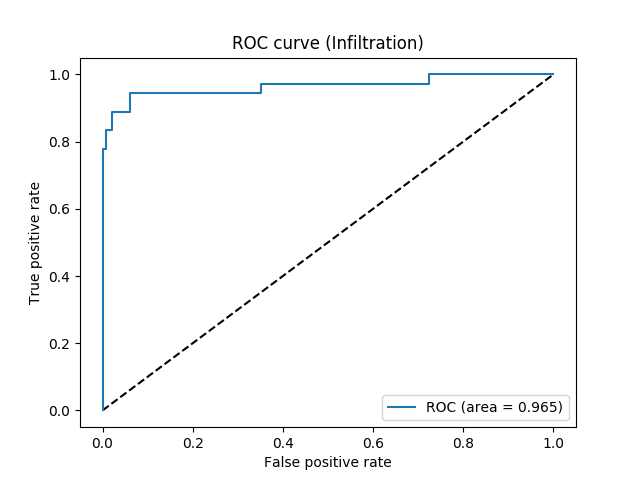 ROC curve (Infiltration)
True positive rate
1.0
0.8
0.6
0.4
0.2
0.0
ROC (area = 0.965)
0.0 0.2 0.4 0.6 0.8 1.0
False positive rate